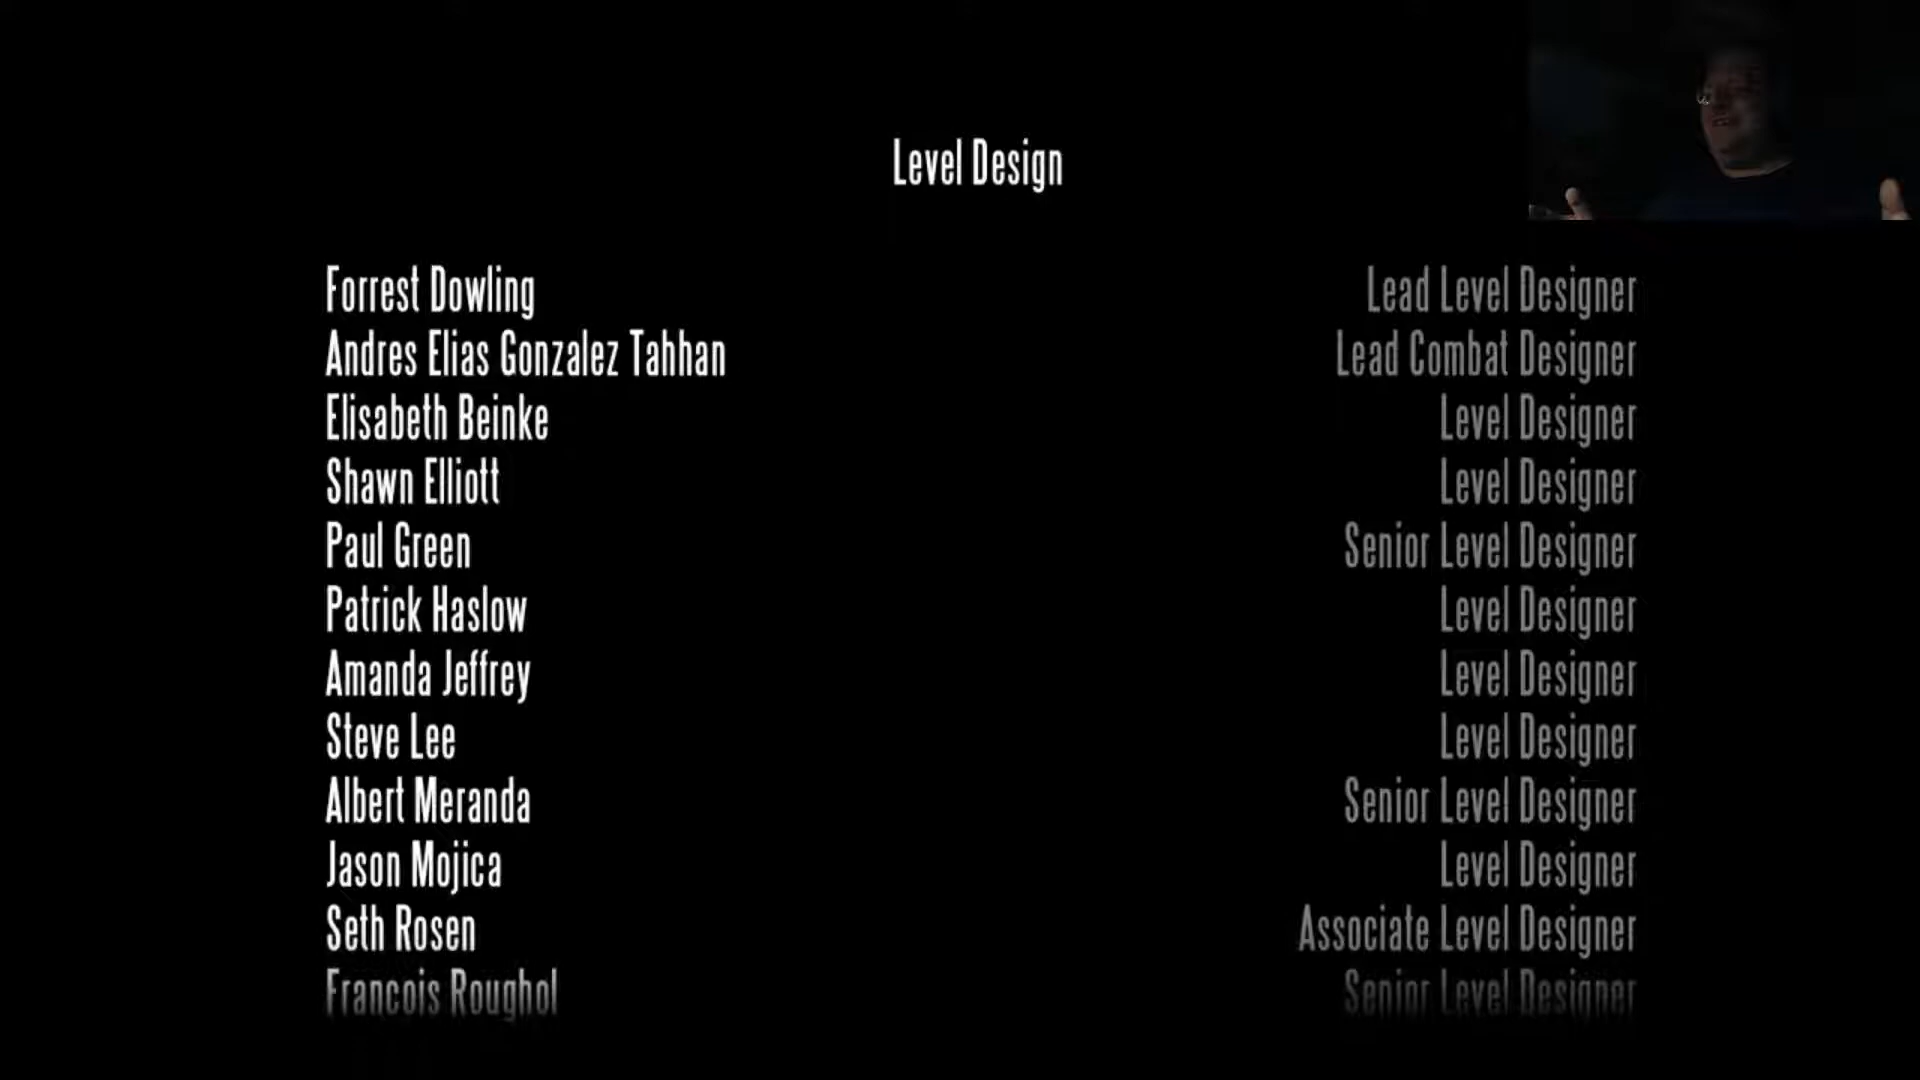 Level Design
Forrest Dowling Lead Level Designer
Andres Elias Gonzalez Tahhan Lead Combat Designer
Elisabeth Beinke Level Designer
Shawn Elliott Level Designer
Paul Green Senior Level Designer
Patrick Haslow Level Designer
Amanda Jeffrey Level Designer
Steve Lee Level Designer
Albert Meranda Senior Level Designer
Jason Mojica Level Designer
Seth Rosen Associate Level Designer
Francois Roughol Senior Level Designer